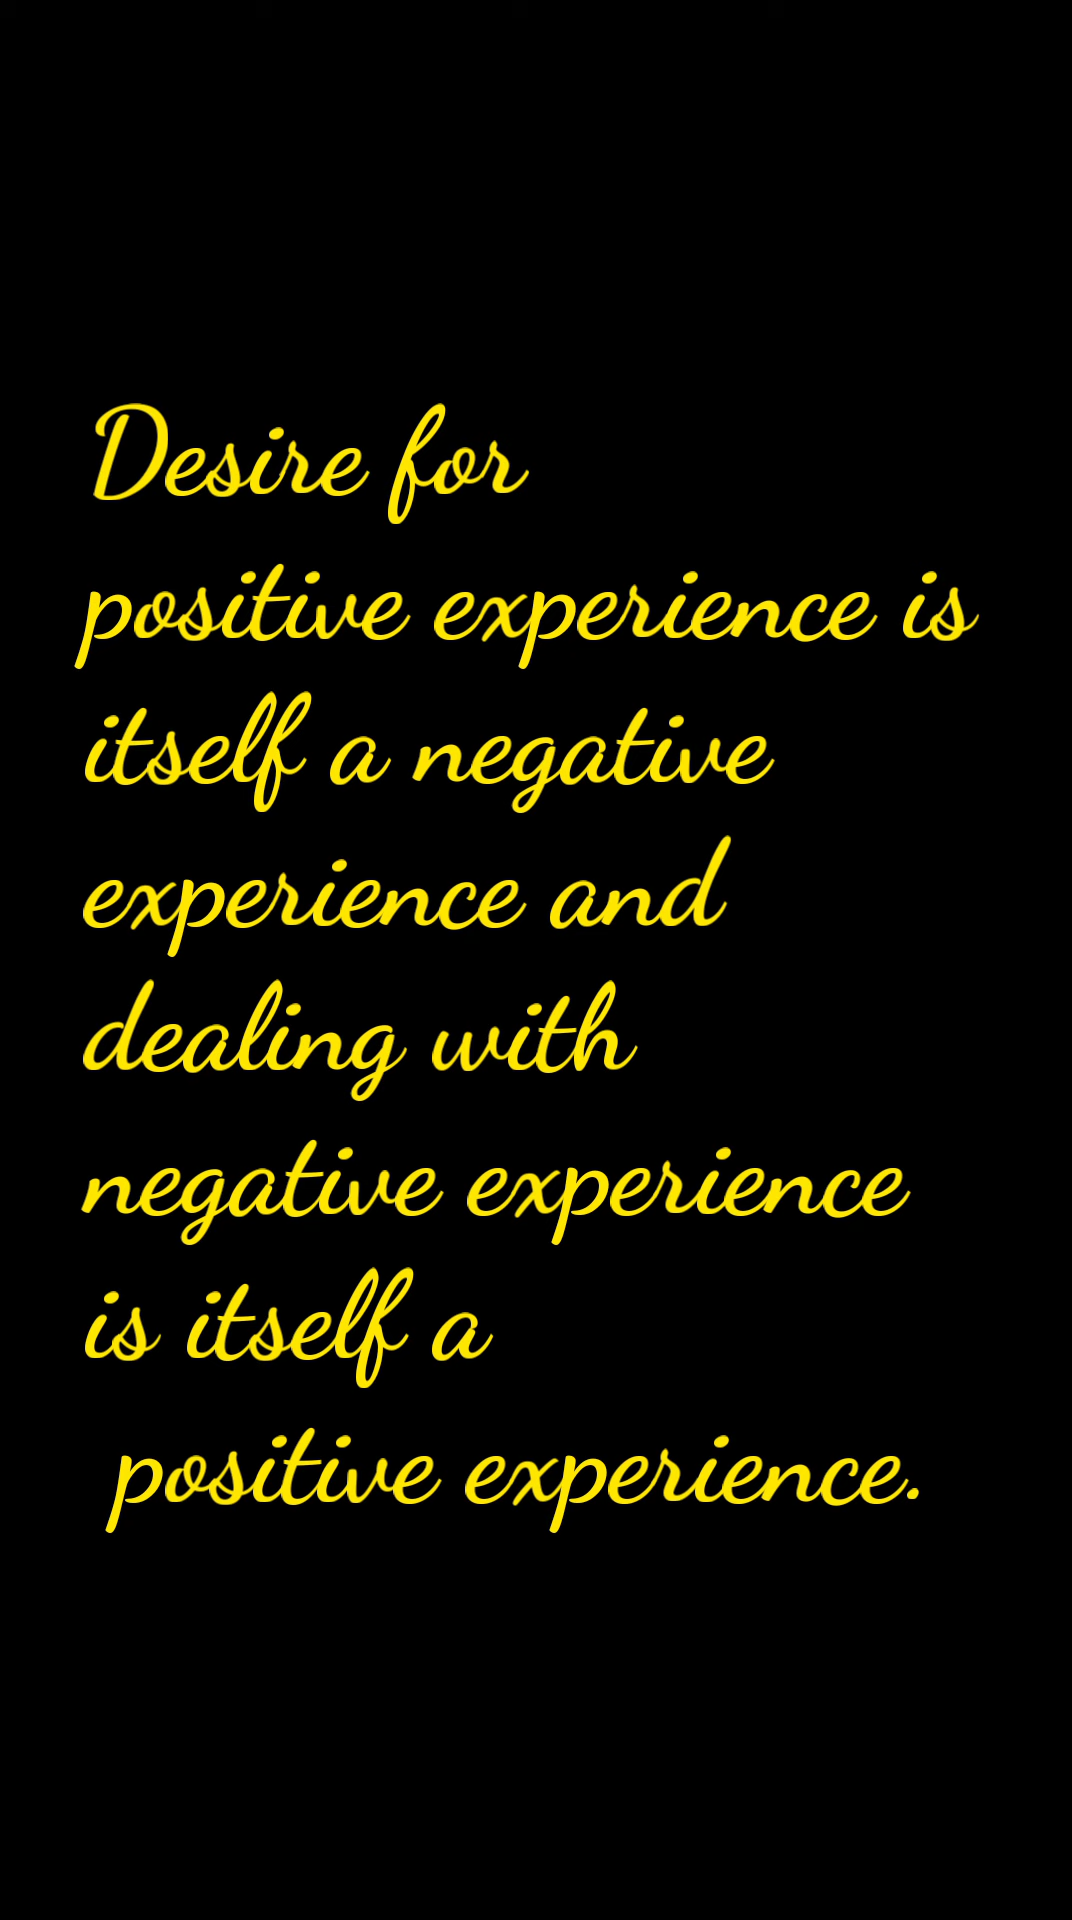 Desire for
positive experience is
itself a negative
experience and
dealing with
negative experience
is itself a
positive experience.